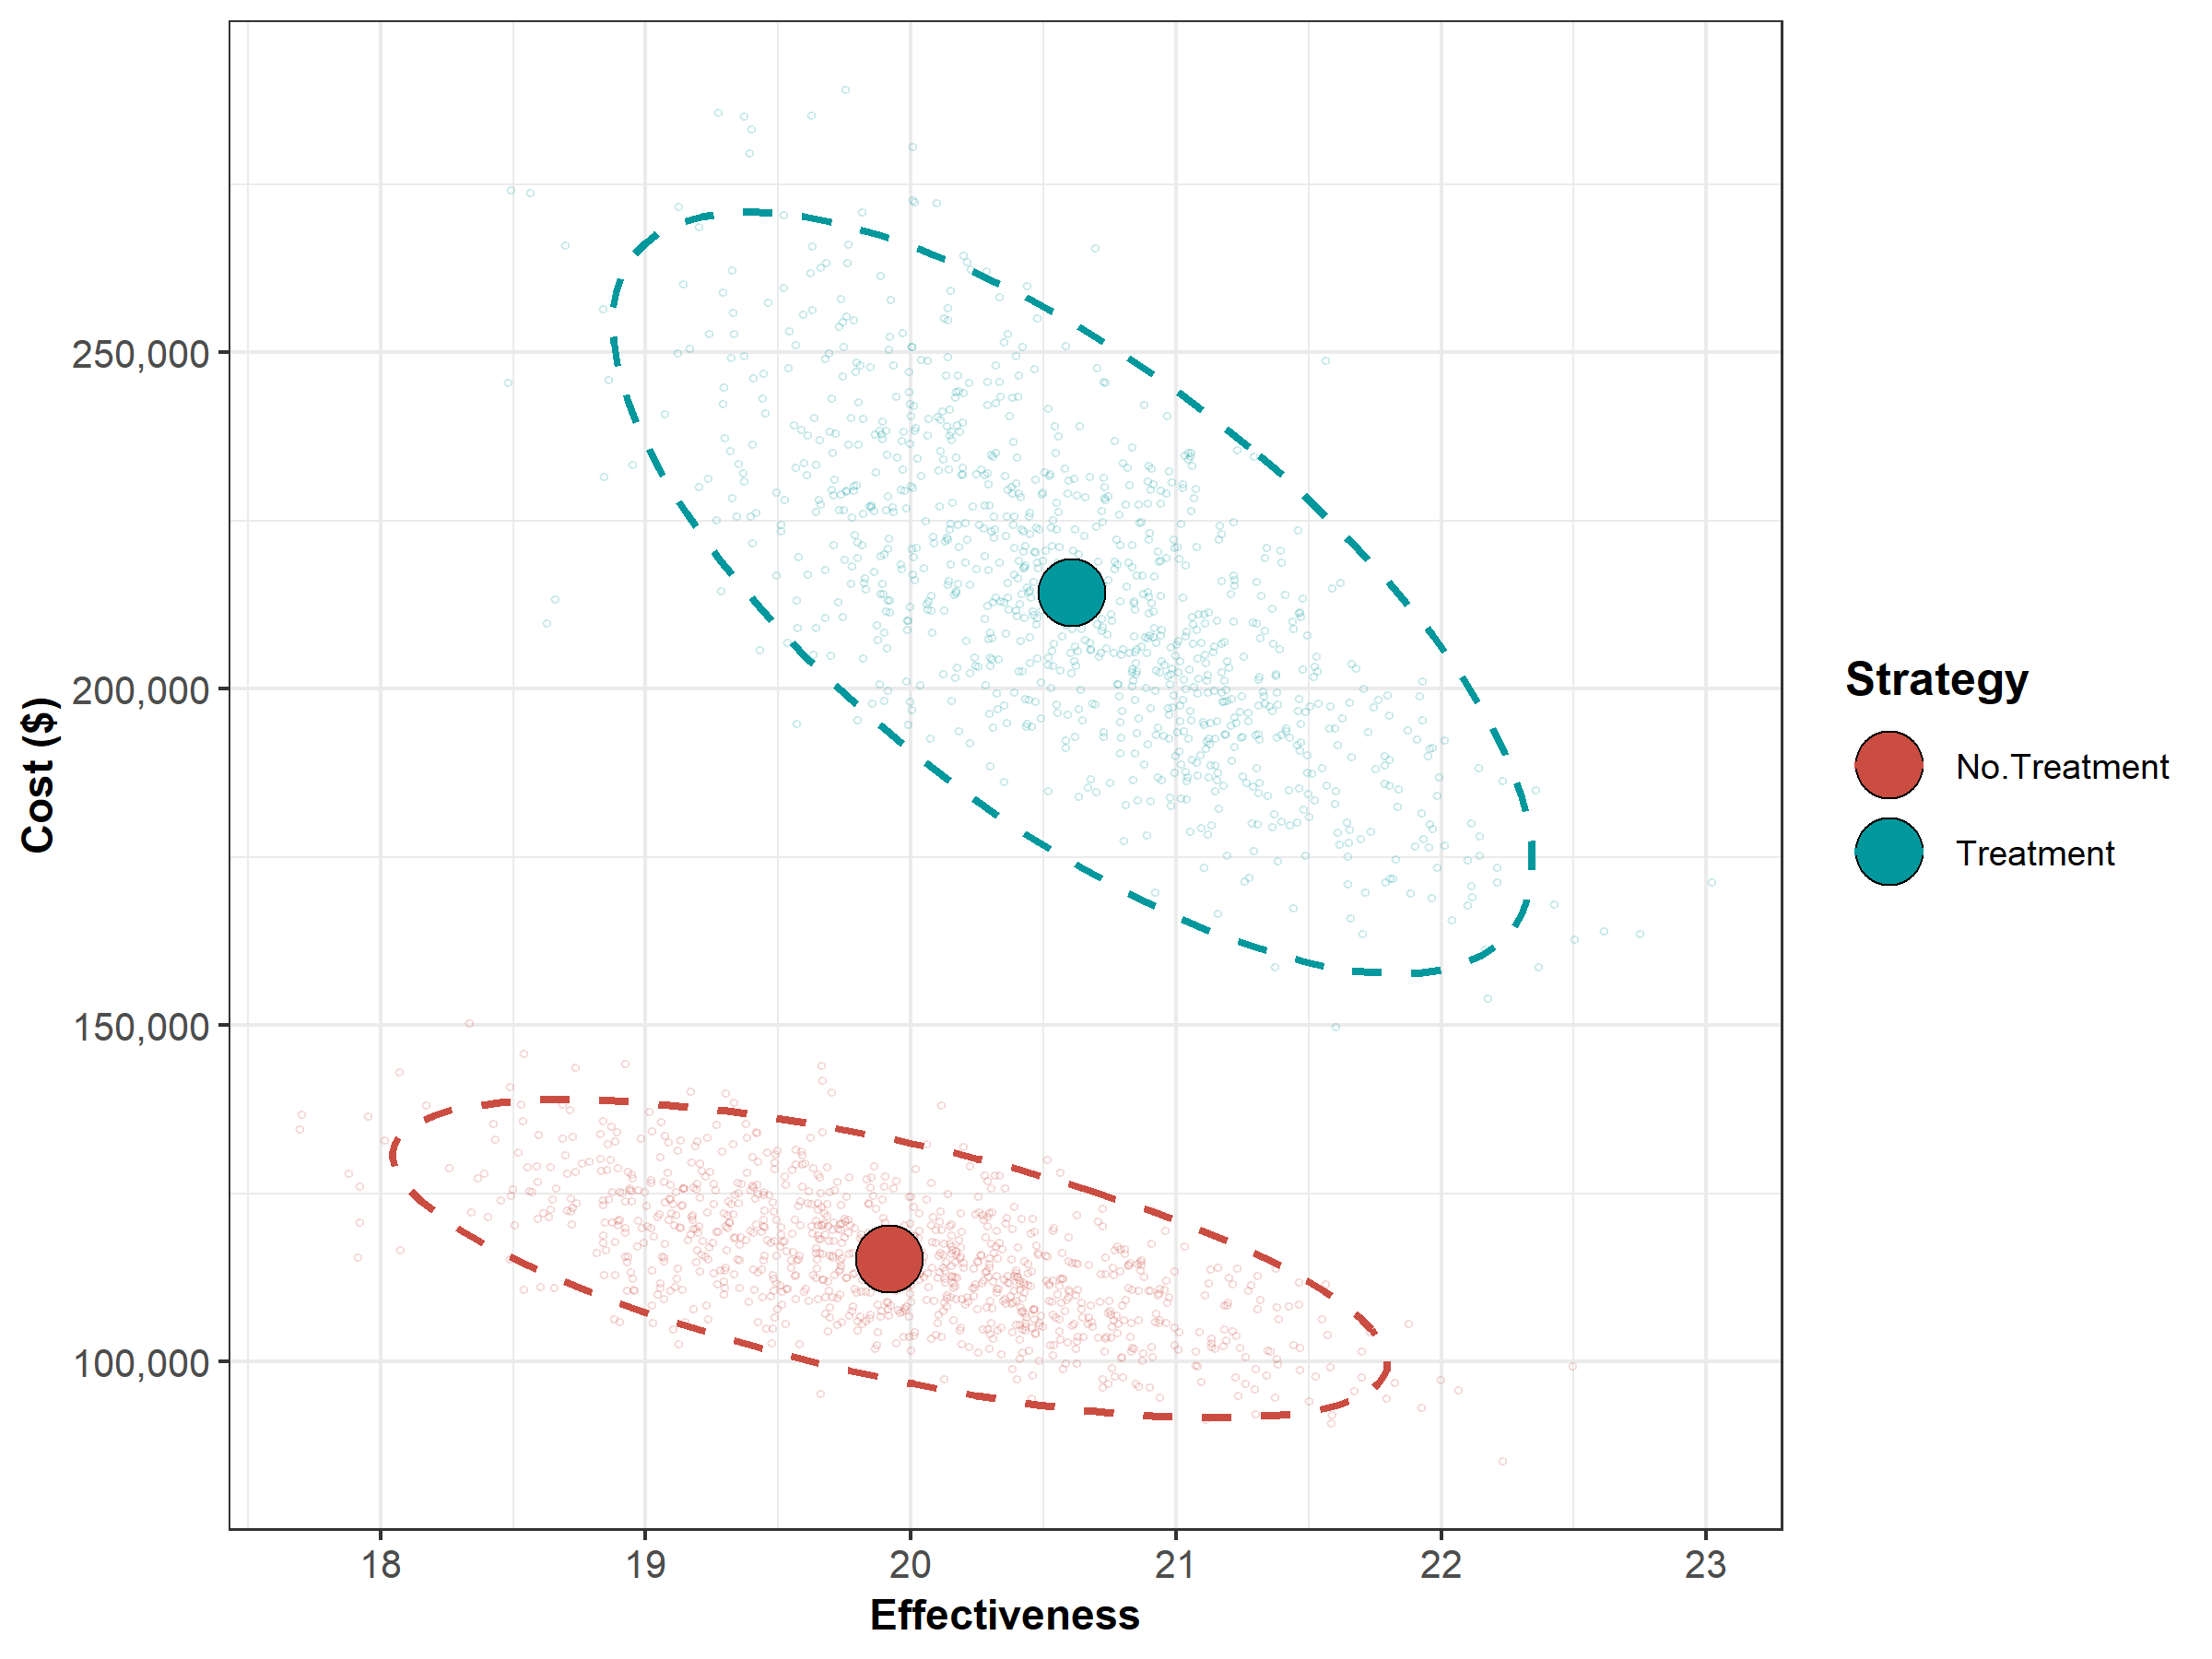 250,000
200,000
150,000
100,000
Cost ($)
18 19 20 21 22 23
Effectiveness
Strategy
No.Treatment
Treatment